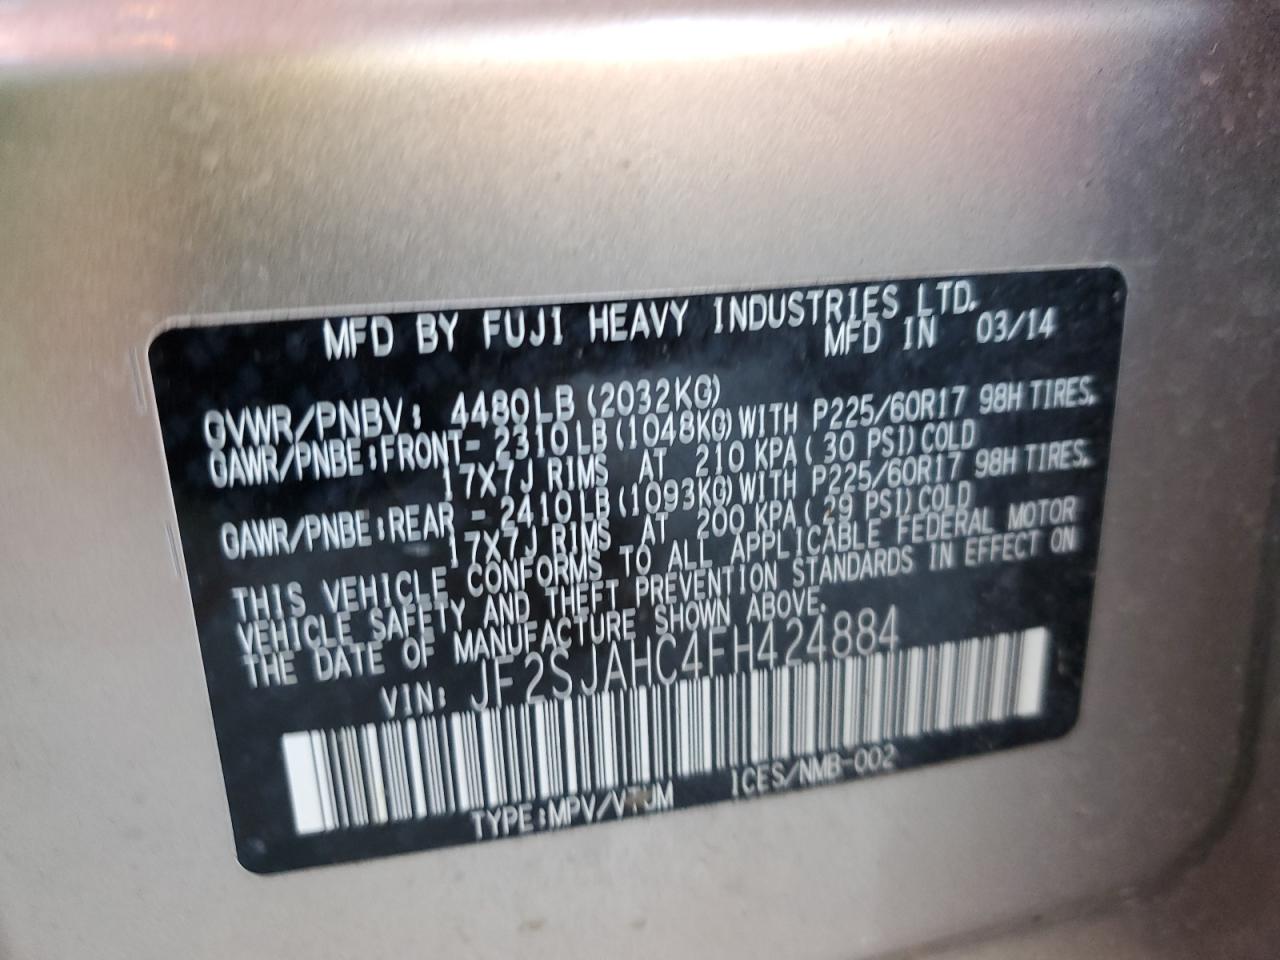 MFD BY FUJI HEAVY INDUSTRIES LTD.
MFD IN 03/14
GVWR/PNBV: 4480LB (2032KG)
GAWR/PNBE:FRONT- 2310LB(1048KG)WITH P225/60R17 98H TIRES,
17X7J RIMS AT 210 KPA( 30 PSI)COLD
GAWR/PNBE:REAR - 2410LB(1093KG)WITH P225/60R17 98H TIRES,
17X7J RIMS AT 200 KPA( 29 PSI)COLD
THIS VEHICLE CONFORMS TO ALL APPLICABLE FEDERAL MOTOR
VEHICLE SAFETY AND THEFT PREVENTION STANDARDS IN EFFECT ON
THE DATE OF MANUFACTURE SHOWN ABOVE.
VIN: JF2SJAHC4FH424884
TYPE:MPV/VTUM ICES/NMB-002